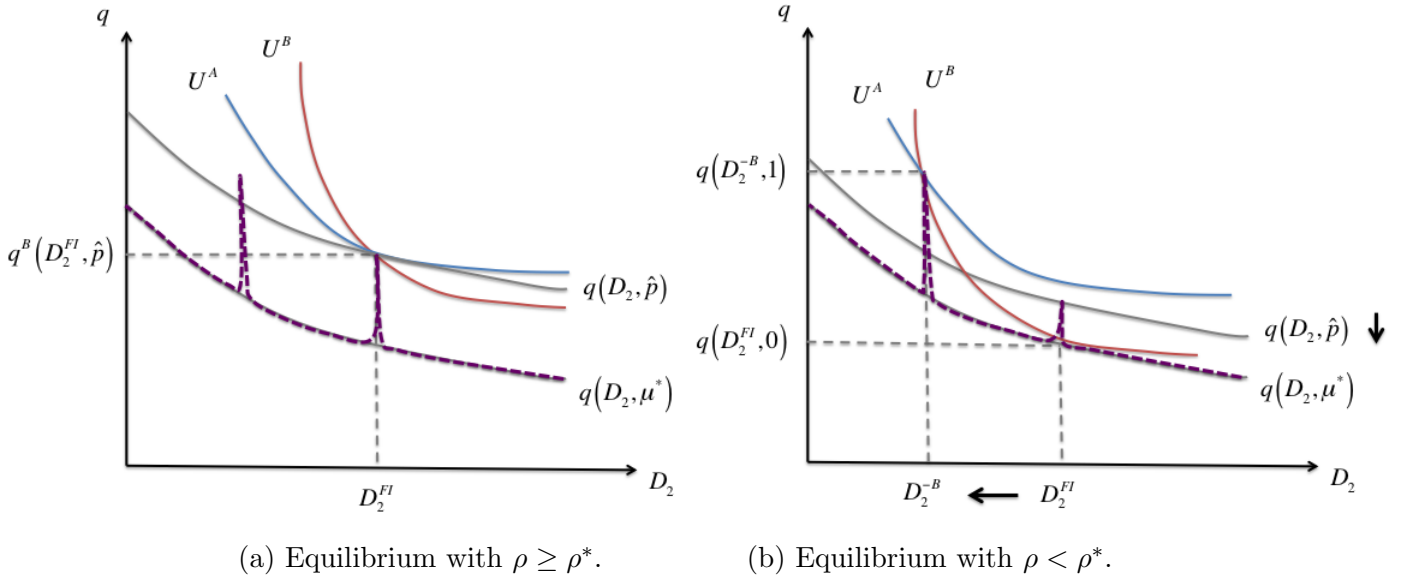 q
U^B
U^A
q^B(D_2^{FI}, p̂)
q(D_2, p̂)
q(D_2, μ^*)
D_2^{FI}
D_2
q
U^B
U^A
q(D_2^{-B},1)
q(D_2^{FI},0)
q(D_2, p̂)
q(D_2, μ^*)
D_2^{-B}
D_2^{FI}
D_2
(a) Equilibrium with ρ ≥ ρ*.
(b) Equilibrium with ρ < ρ*.